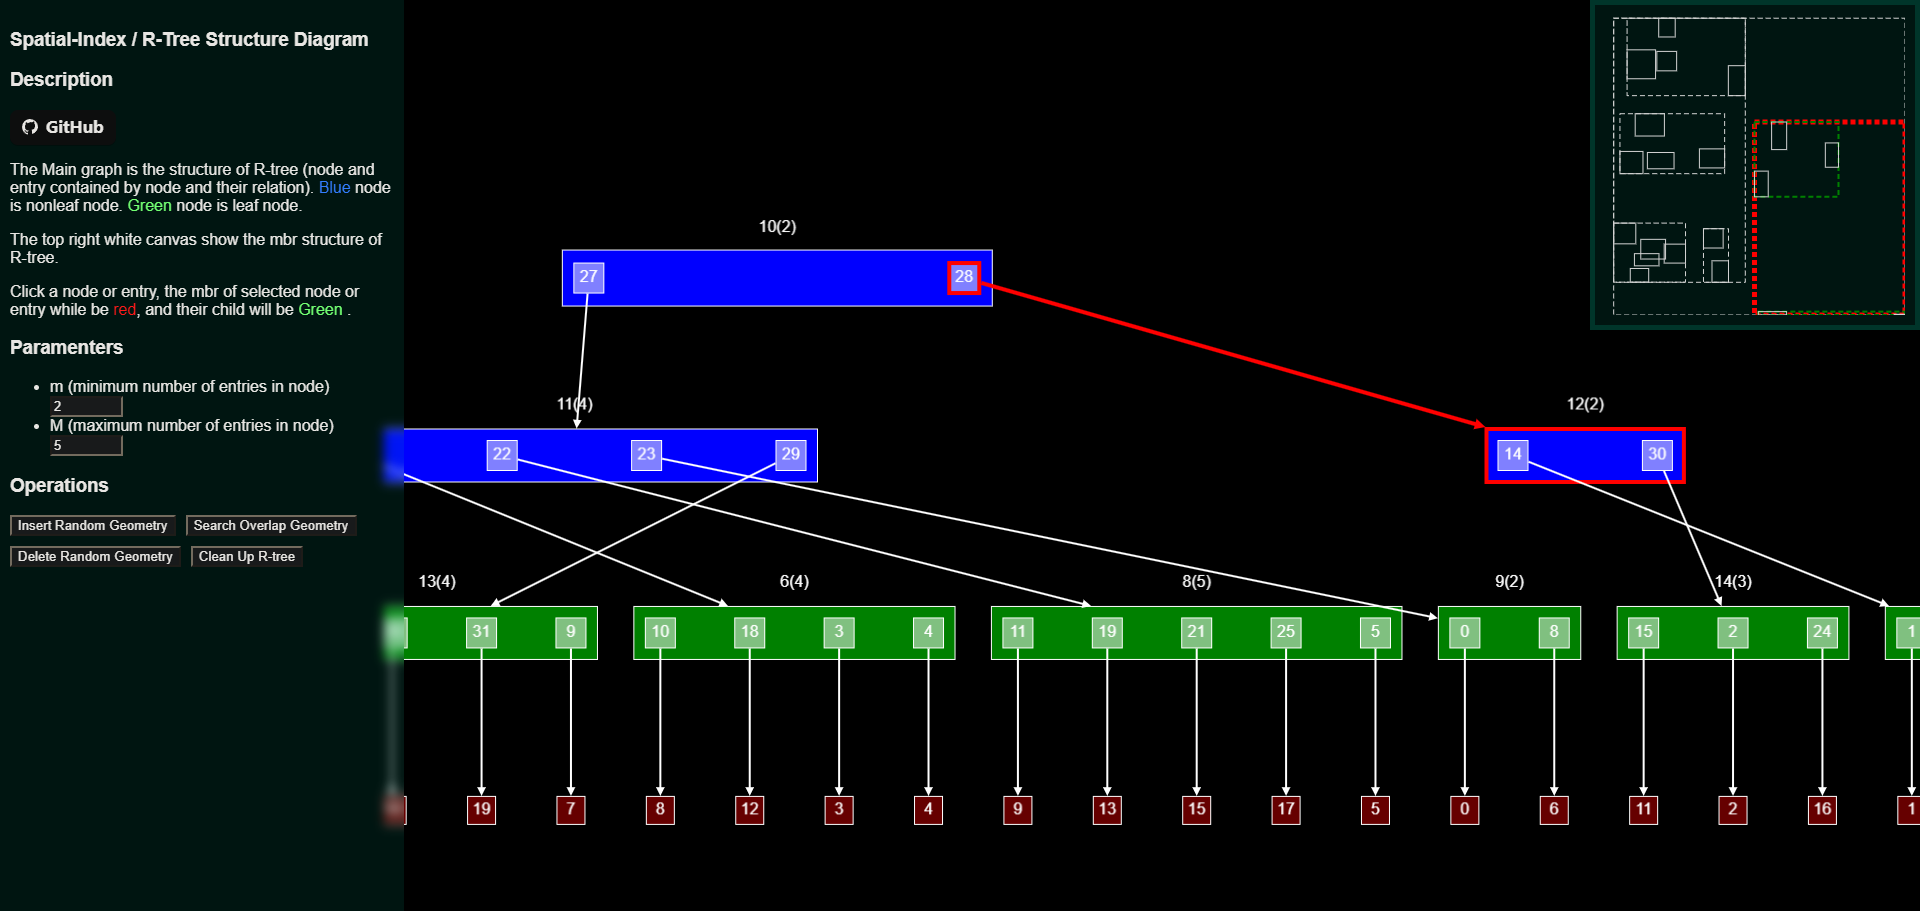 Spatial-Index / R-Tree Structure Diagram
Description
GitHub
The Main graph is the structure of R-tree (node and
entry contained by node and their relation). Blue node
is nonleaf node. Green node is leaf node.
The top right white canvas show the mbr structure of
R-tree.
Click a node or entry, the mbr of selected node or
entry while be red, and their child will be Green .
Paramenters
m (minimum number of entries in node)
2
M (maximum number of entries in node)
5
Operations
Insert Random Geometry Search Overlap Geometry
Delete Random Geometry Clean Up R-tree
10(2)
27 28
11(4) 12(2)
22 23 29 14 30
13(4) 6(4) 8(5) 9(2) 14(3)
31 9 10 18 3 4 11 19 21 25 5 0 8 15 2 24 1
19 7 8 12 3 4 9 13 15 17 5 0 6 11 2 16 1